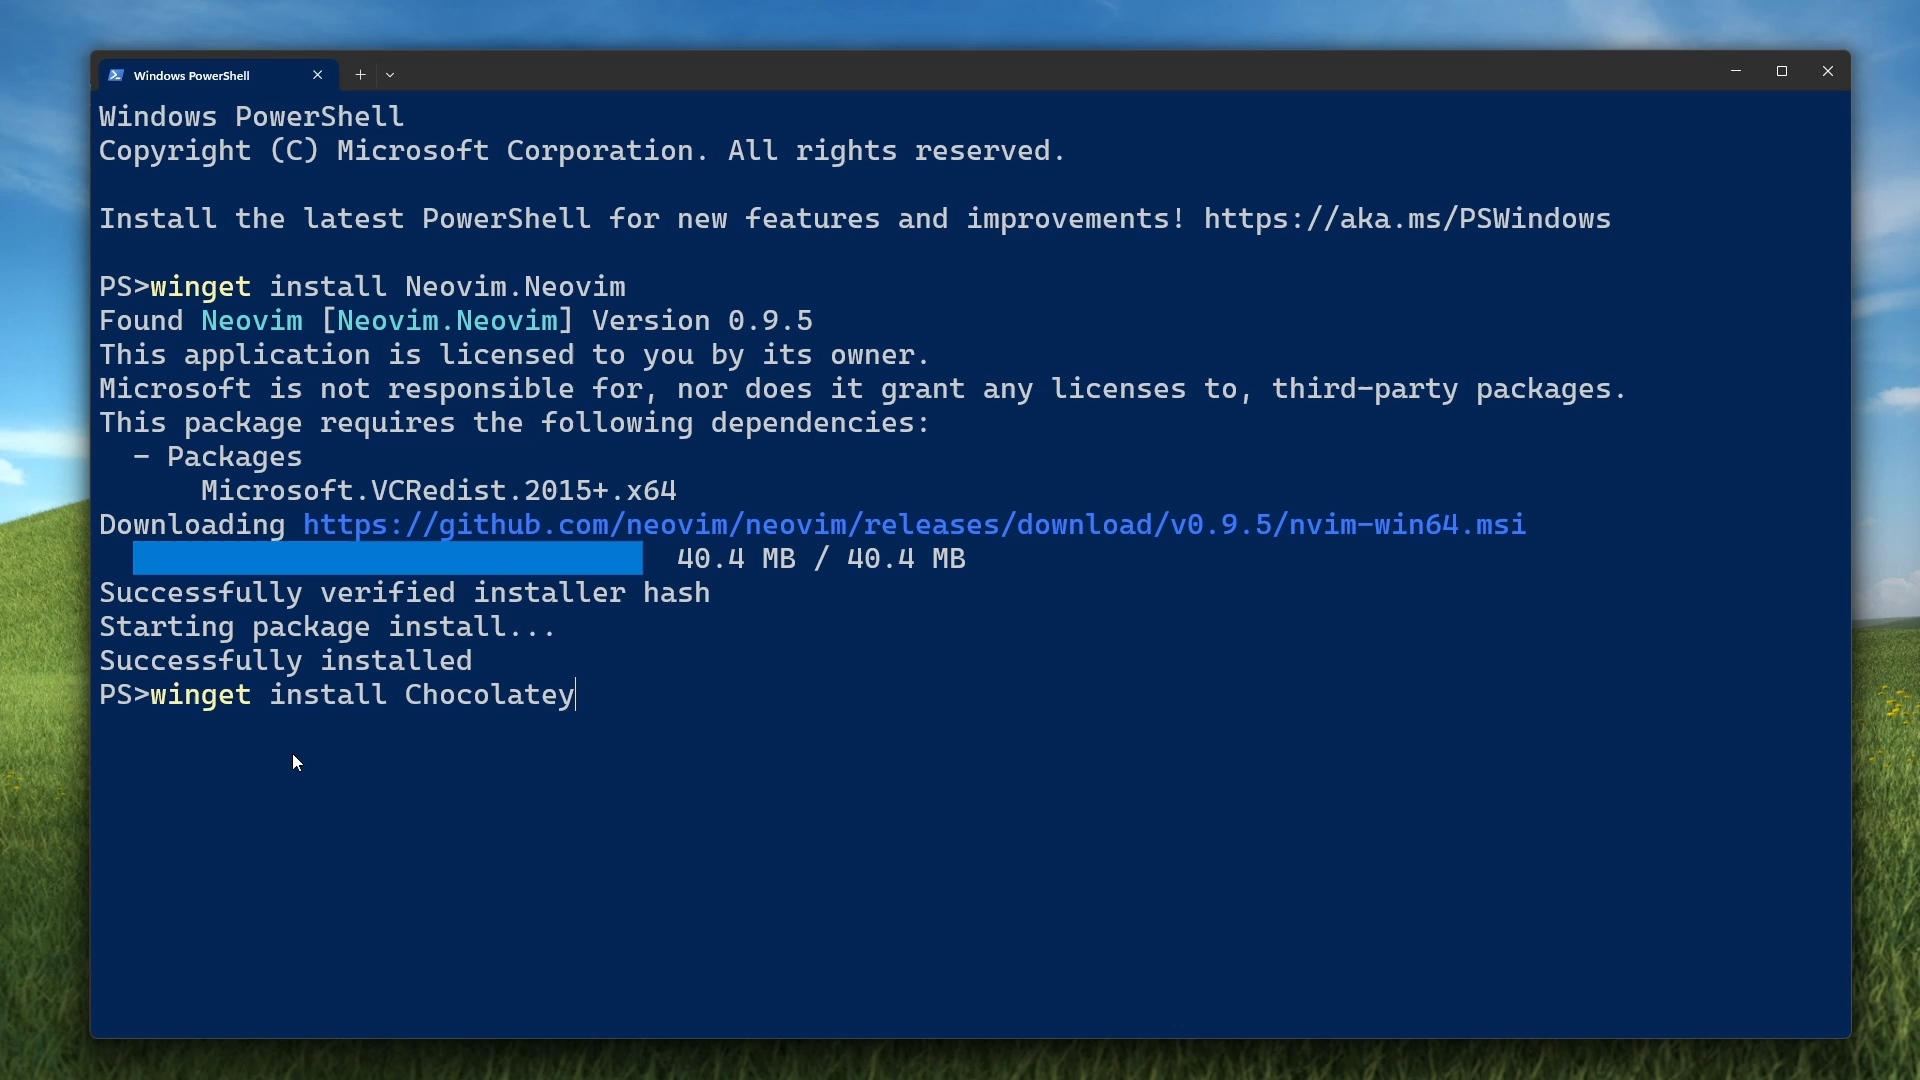 Windows PowerShell
Windows PowerShell
Copyright (C) Microsoft Corporation. All rights reserved.
Install the latest PowerShell for new features and improvements! https://aka.ms/PSWindows
PS>winget install Neovim.Neovim
Found Neovim [Neovim.Neovim] Version 0.9.5
This application is licensed to you by its owner.
Microsoft is not responsible for, nor does it grant any licenses to, third-party packages.
This package requires the following dependencies:
- Packages
Microsoft.VCRedist.2015+.x64
Downloading https://github.com/neovim/neovim/releases/download/v0.9.5/nvim-win64.msi
40.4 MB / 40.4 MB
Successfully verified installer hash
Starting package install...
Successfully installed
PS>winget install Chocolatey